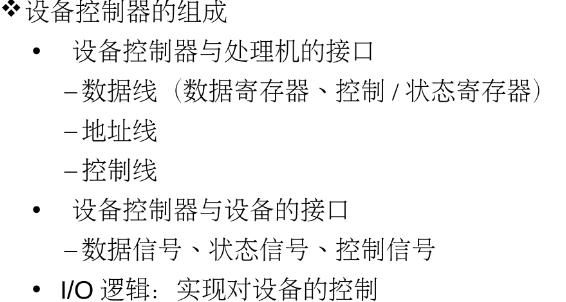 ❖设备控制器的组成
• 设备控制器与处理机的接口
–数据线（数据寄存器、控制 / 状态寄存器）
–地址线
–控制线
• 设备控制器与设备的接口
–数据信号、状态信号、控制信号
• I/O 逻辑：实现对设备的控制